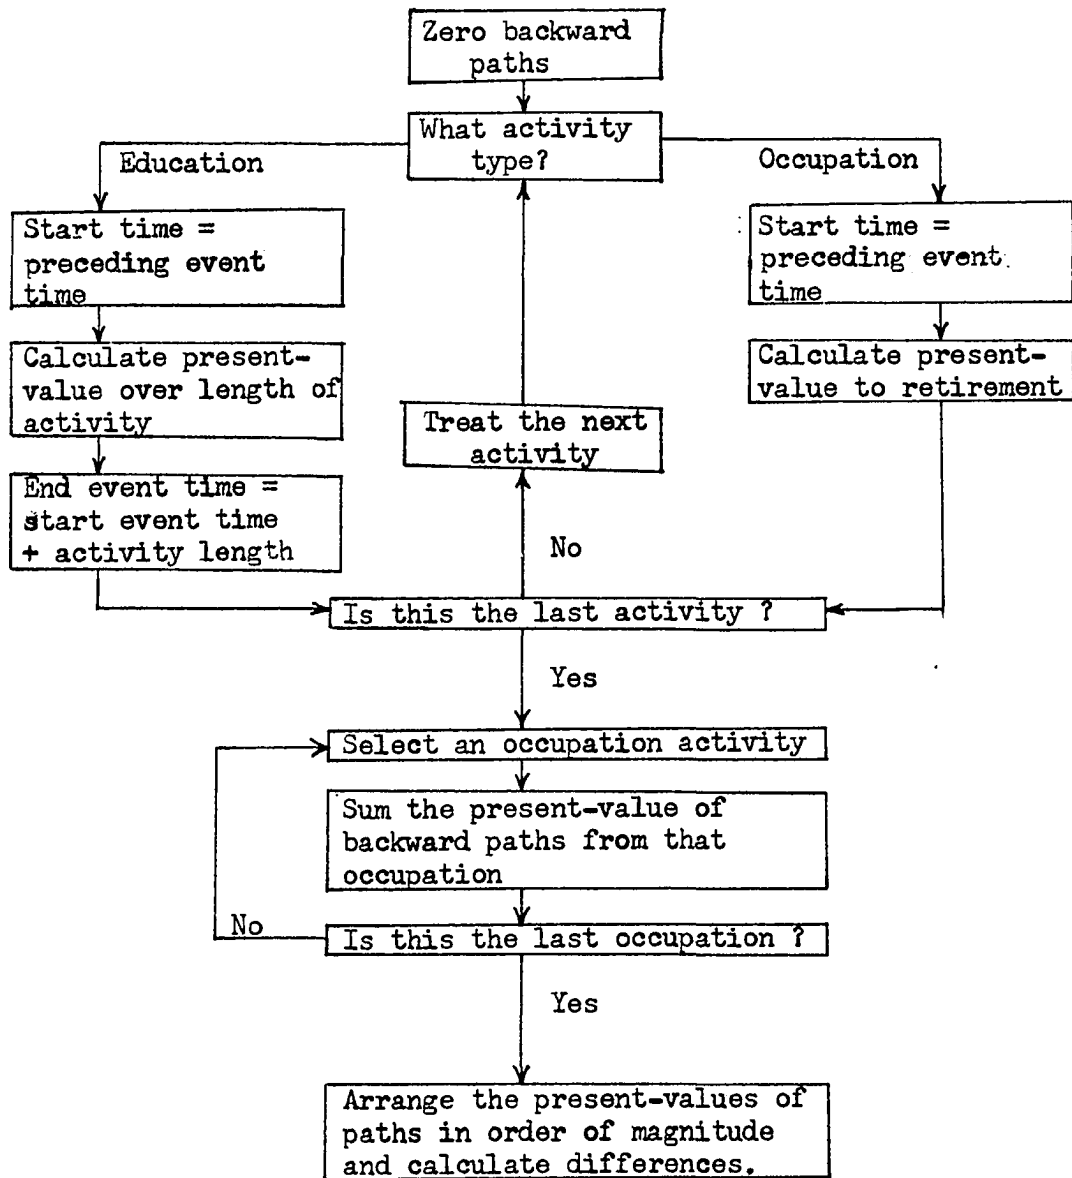 Zero backward
paths
What activity
type?
Education
Occupation
Start time =
preceding event
time
Start time =
preceding event
time
Calculate present-
value over length of
activity
Calculate present-
value to retirement
Treat the next
activity
End event time =
start event time
+ activity length
No
Is this the last activity ?
Yes
Select an occupation activity
Sum the present-value of
backward paths from that
occupation
No
Is this the last occupation ?
Yes
Arrange the present-values of
paths in order of magnitude
and calculate differences.